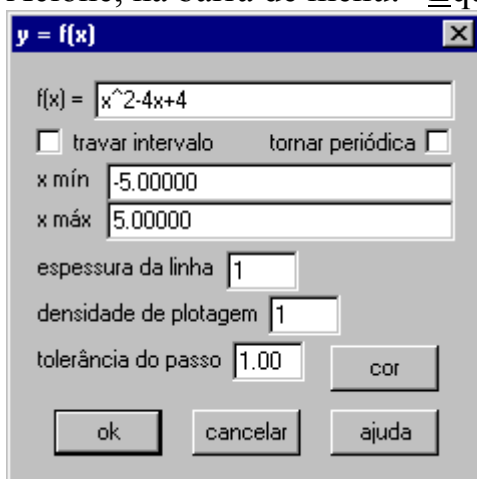 y = f(x)
f(x) = x^2-4x+4
travar intervalo tornar periódica
x mín -5.00000
x máx 5.00000
espessura da linha 1
densidade de plotagem 1
tolerância do passo 1.00 cor
ok cancelar ajuda